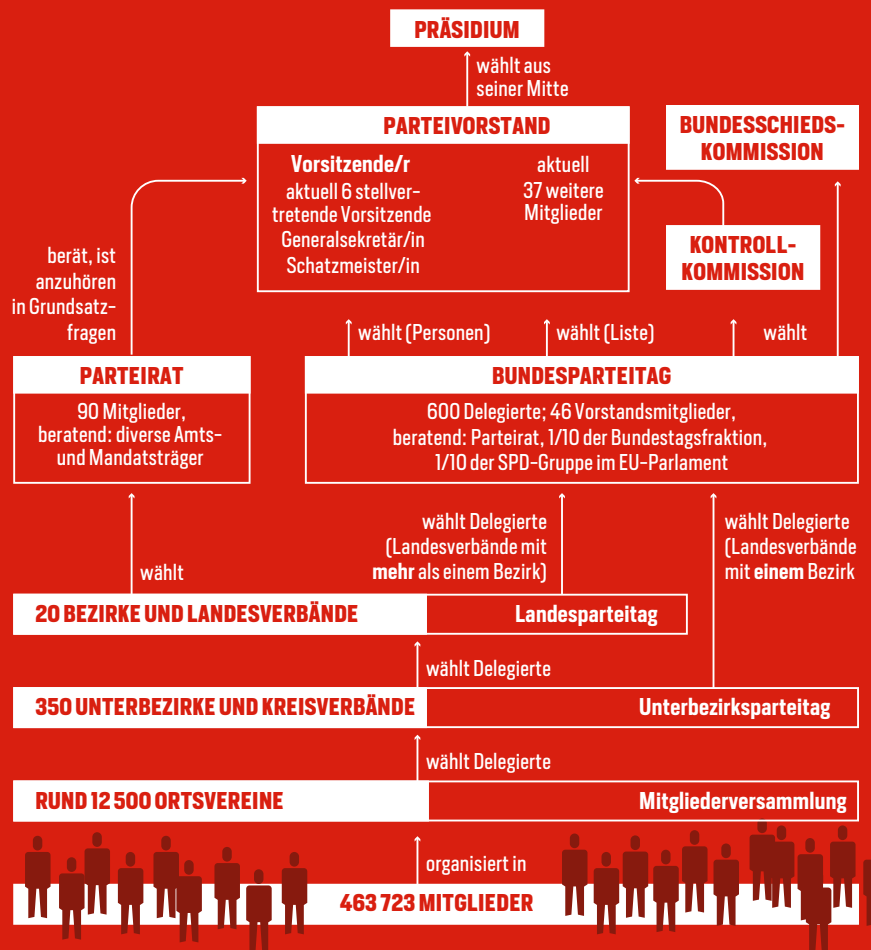 PRÄSIDIUM
wählt aus
seiner Mitte
PARTEIVORSTAND
Vorsitzende/r
aktuell 6 stellver-
tretende Vorsitzende
Generalsekretär/in
Schatzmeister/in
aktuell
37 weitere
Mitglieder
BUNDESSCHIEDS-
KOMMISSION
KONTROLL-
KOMMISSION
berät, ist
anzuhören
in Grundsatz-
fragen
wählt (Personen)
wählt (Liste)
wählt
PARTEIRAT
90 Mitglieder,
beratend: diverse Amts-
und Mandatsträger
BUNDESPARTEITAG
600 Delegierte; 46 Vorstandsmitglieder,
beratend: Parteirat, 1/10 der Bundestagsfraktion,
1/10 der SPD-Gruppe im EU-Parlament
wählt
wählt Delegierte
(Landesverbände mit
mehr als einem Bezirk)
wählt Delegierte
(Landesverbände
mit einem Bezirk
20 BEZIRKE UND LANDESVERBÄNDE
Landesparteitag
wählt Delegierte
350 UNTERBEZIRKE UND KREISVERBÄNDE
Unterbezirksparteitag
wählt Delegierte
RUND 12 500 ORTSVEREINE
Mitgliederversammlung
organisiert in
463 723 MITGLIEDER